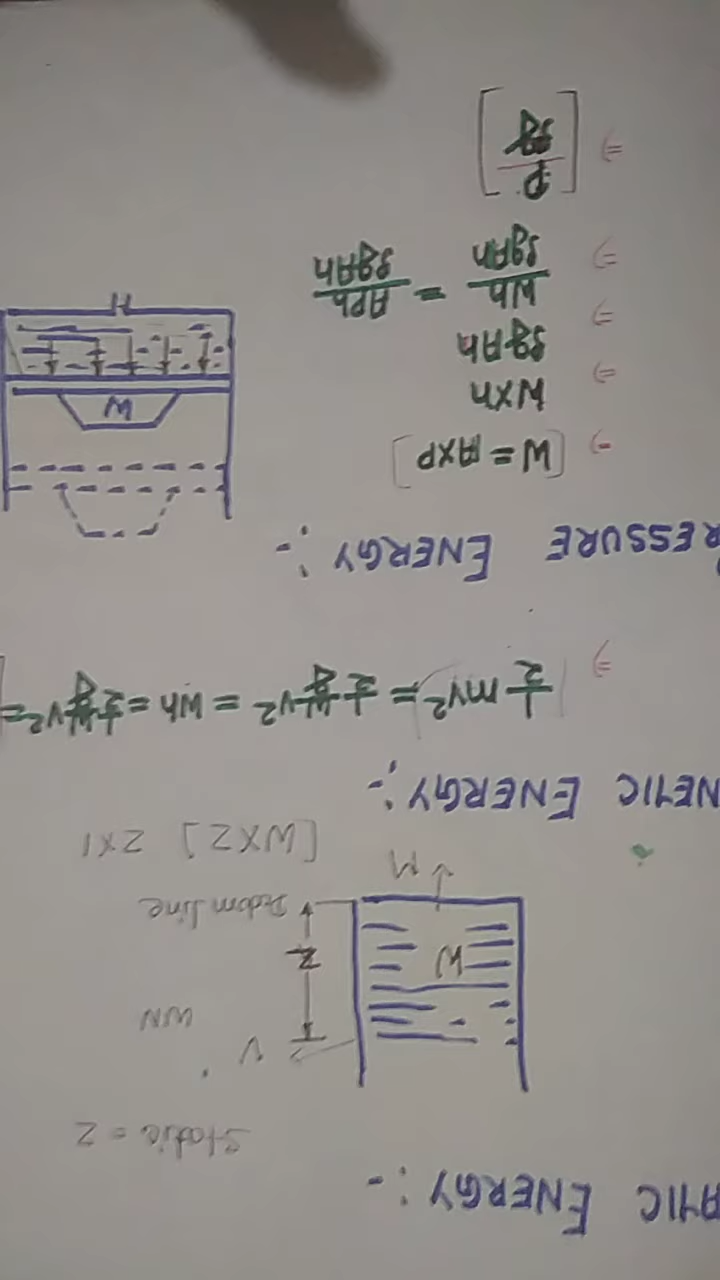 ATIC ENERGY :-
Static = Z
V
WN
Z
W
Datum line
M
[W×Z] Z×1
NETIC ENERGY :-
⇒ 1/2 mv² = 1/2 W/g v² = Wh = 1/2 W/g v² =
RESSURE ENERGY :-
⇒ [W = A×P]
⇒ W×h
⇒ ρgAh
⇒ Wh/ρgAh = APh/ρgAh
⇒ [P/ρg]
W
H